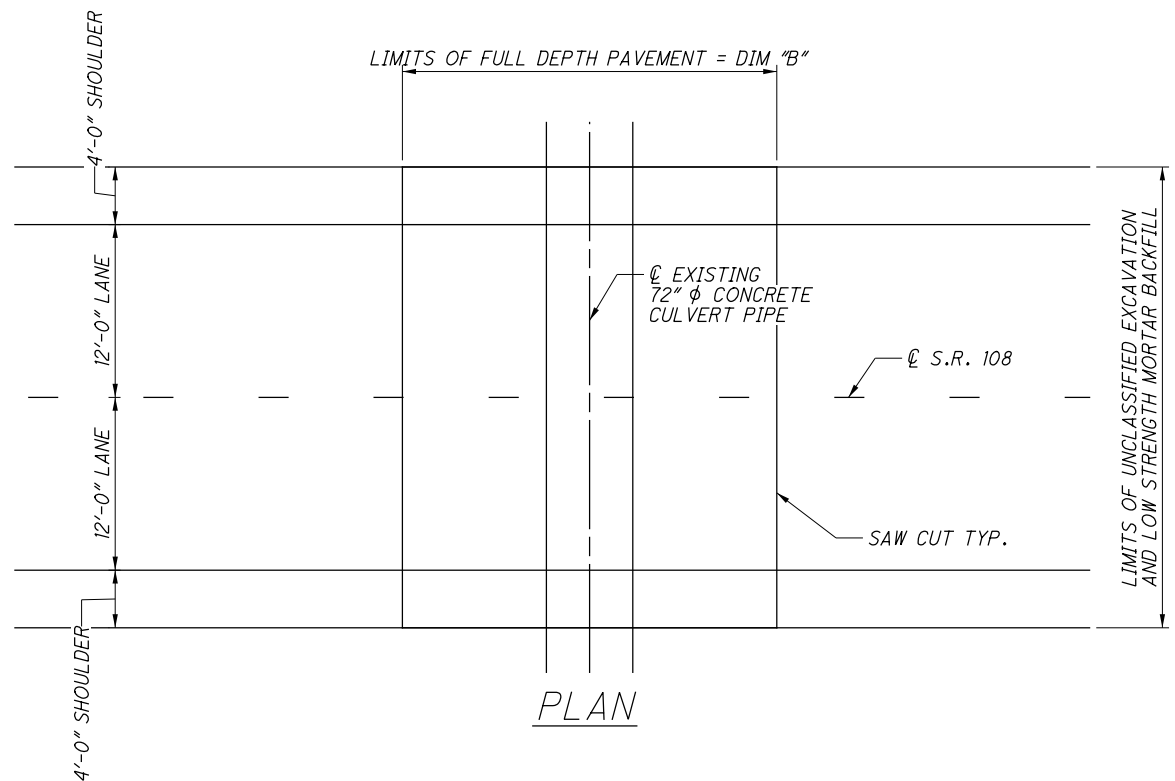 LIMITS OF FULL DEPTH PAVEMENT = DIM "B"
4'-0" SHOULDER
12'-0" LANE
12'-0" LANE
4'-0" SHOULDER
℄ EXISTING
72" ϕ CONCRETE
CULVERT PIPE
℄ S.R. 108
SAW CUT TYP.
LIMITS OF UNCLASSIFIED EXCAVATION
AND LOW STRENGTH MORTAR BACKFILL
PLAN